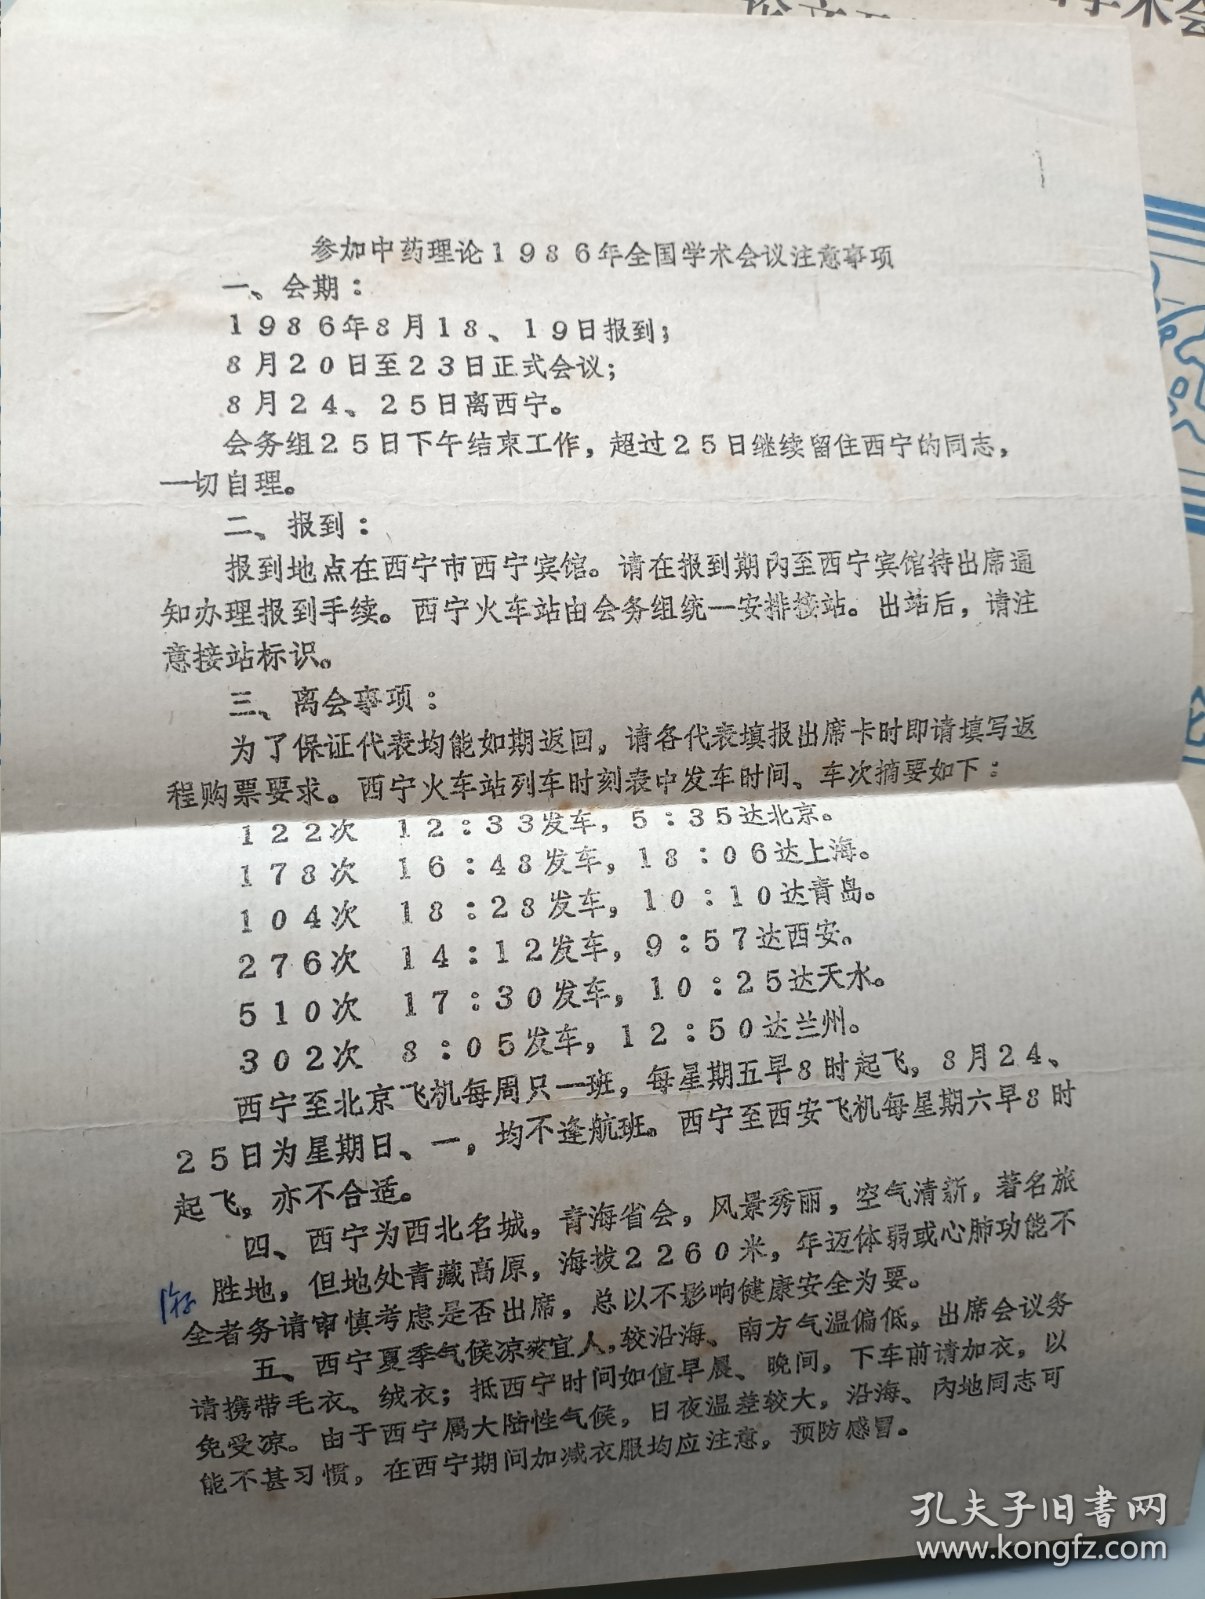 学术会
参加中药理论1986年全国学术会议注意事项
一、会期：
1986年8月18、19日报到；
8月20日至23日正式会议；
8月24、25日离西宁。
会务组25日下午结束工作，超过25日继续留住西宁的同志，
一切自理。
二、报到：
报到地点在西宁市西宁宾馆。请在报到期内至西宁宾馆持出席通
知办理报到手续。西宁火车站由会务组统一安排接站。出站后，请注
意接站标识。
三、离会事项：
为了保证代表均能如期返回，请各代表填报出席卡时即请填写返
程购票要求。西宁火车站列车时刻表中发车时间、车次摘要如下：
122次 12：33发车，5：35达北京。
178次 16：48发车，18：06达上海。
104次 18：28发车，10：10达青岛。
276次 14：12发车，9：57达西安。
510次 17：30发车，10：25达天水。
302次 8：05发车，12：50达兰州。
西宁至北京飞机每周只一班，每星期五早8时起飞，8月24、
25日为星期日、一，均不逢航班。西宁至西安飞机每星期六早8时
起飞，亦不合适。
四、西宁为西北名城，青海省会，风景秀丽，空气清新，著名旅
游胜地，但地处青藏高原，海拔2260米，年迈体弱或心肺功能不
全者务请审慎考虑是否出席，总以不影响健康安全为要。
五、西宁夏季气候凉爽宜人，较沿海、南方气温偏低，出席会议务
请携带毛衣、绒衣；抵西宁时间如值早晨、晚间，下车前请加衣，以
免受凉。由于西宁属大陆性气候，日夜温差较大，沿海、内地同志可
能不甚习惯，在西宁期间加减衣服均应注意，预防感冒。
孔夫子旧书网
www.kongfz.com